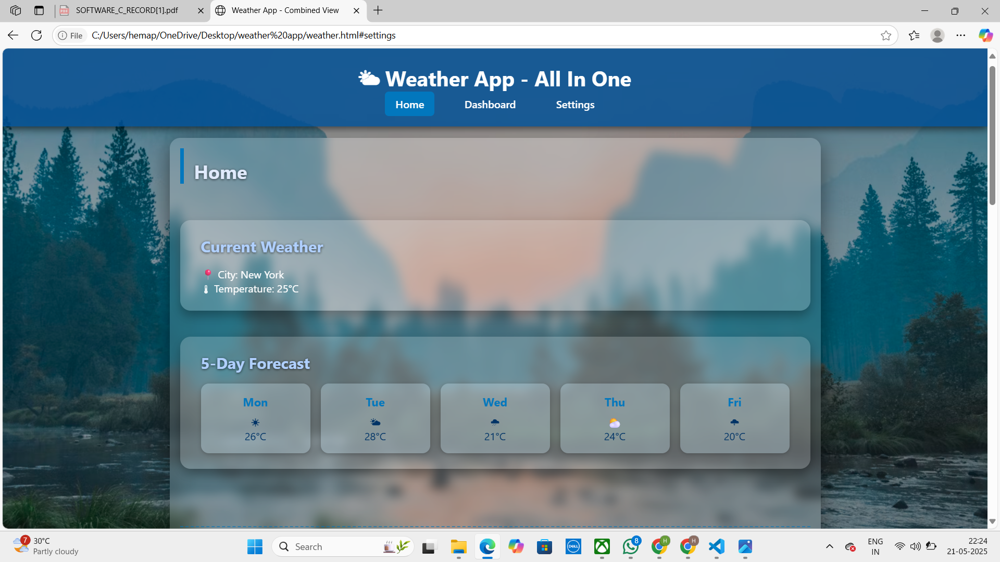 SOFTWARE_C_RECORD[1].pdf
Weather App - Combined View
File
C:/Users/hemap/OneDrive/Desktop/weather%20app/weather.html#settings
Weather App - All In One
Home
Dashboard
Settings
Home
Current Weather
City: New York
Temperature: 25°C
5-Day Forecast
Mon
26°C
Tue
28°C
Wed
21°C
Thu
24°C
Fri
20°C
7
30°C
Partly cloudy
Search
DELL
8
H
H
ENG
IN
22:24
21-05-2025